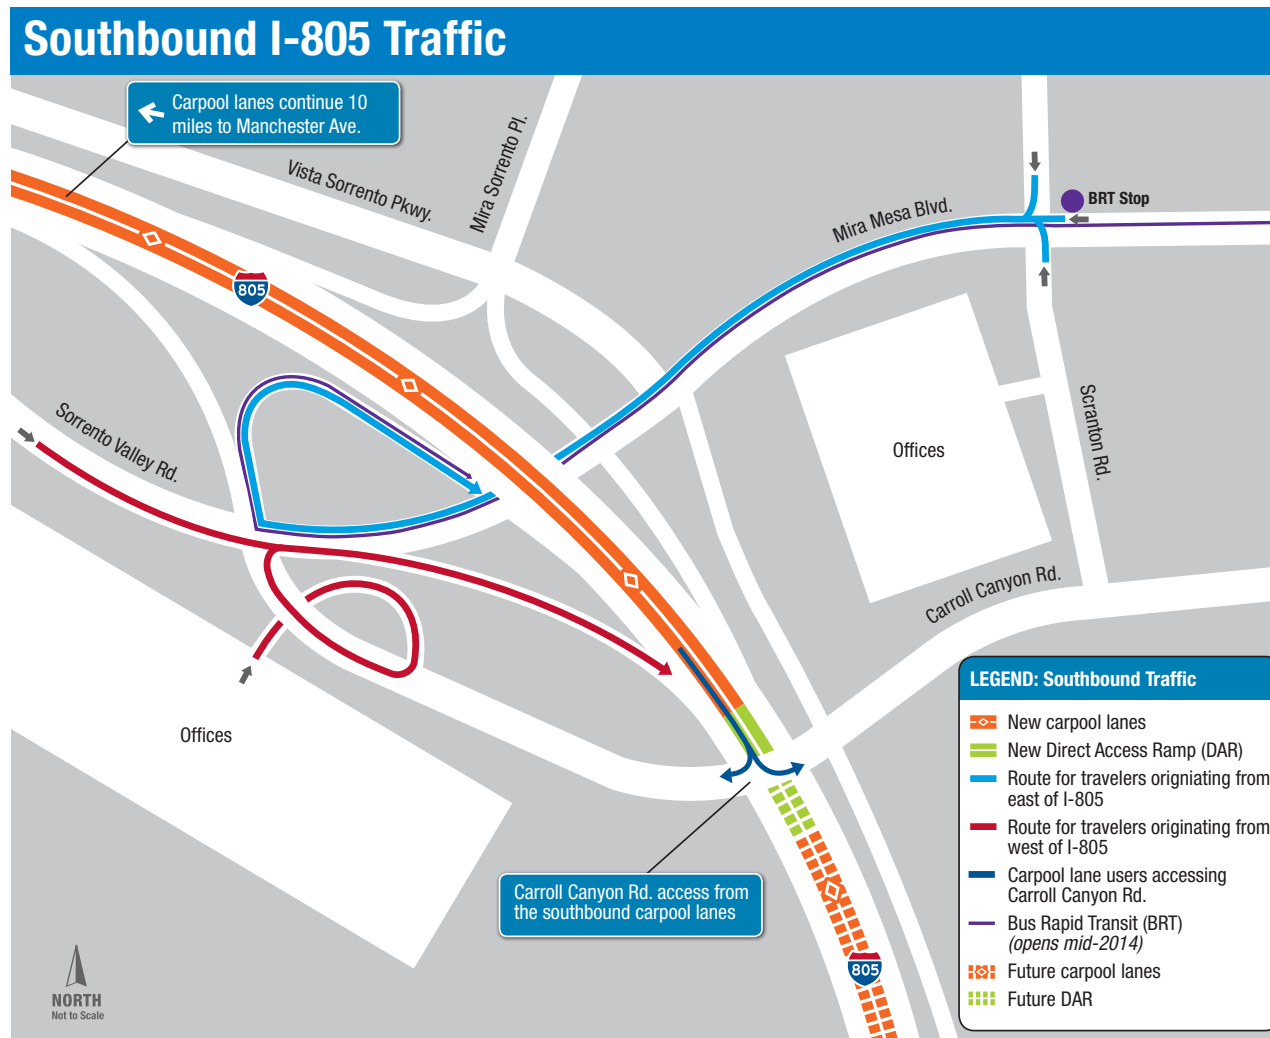 Southbound I-805 Traffic
Carpool lanes continue 10
miles to Manchester Ave.
Vista Sorrento Pkwy.
Mira Sorrento Pl.
Mira Mesa Blvd.
BRT Stop
805
Sorrento Valley Rd.
Scranton Rd.
Offices
Carroll Canyon Rd.
Offices
LEGEND: Southbound Traffic
New carpool lanes
New Direct Access Ramp (DAR)
Route for travelers origniating from
east of I-805
Route for travelers originating from
west of I-805
Carpool lane users accessing
Carroll Canyon Rd.
Bus Rapid Transit (BRT)
(opens mid-2014)
Future carpool lanes
Future DAR
Carroll Canyon Rd. access from
the southbound carpool lanes
805
NORTH
Not to Scale